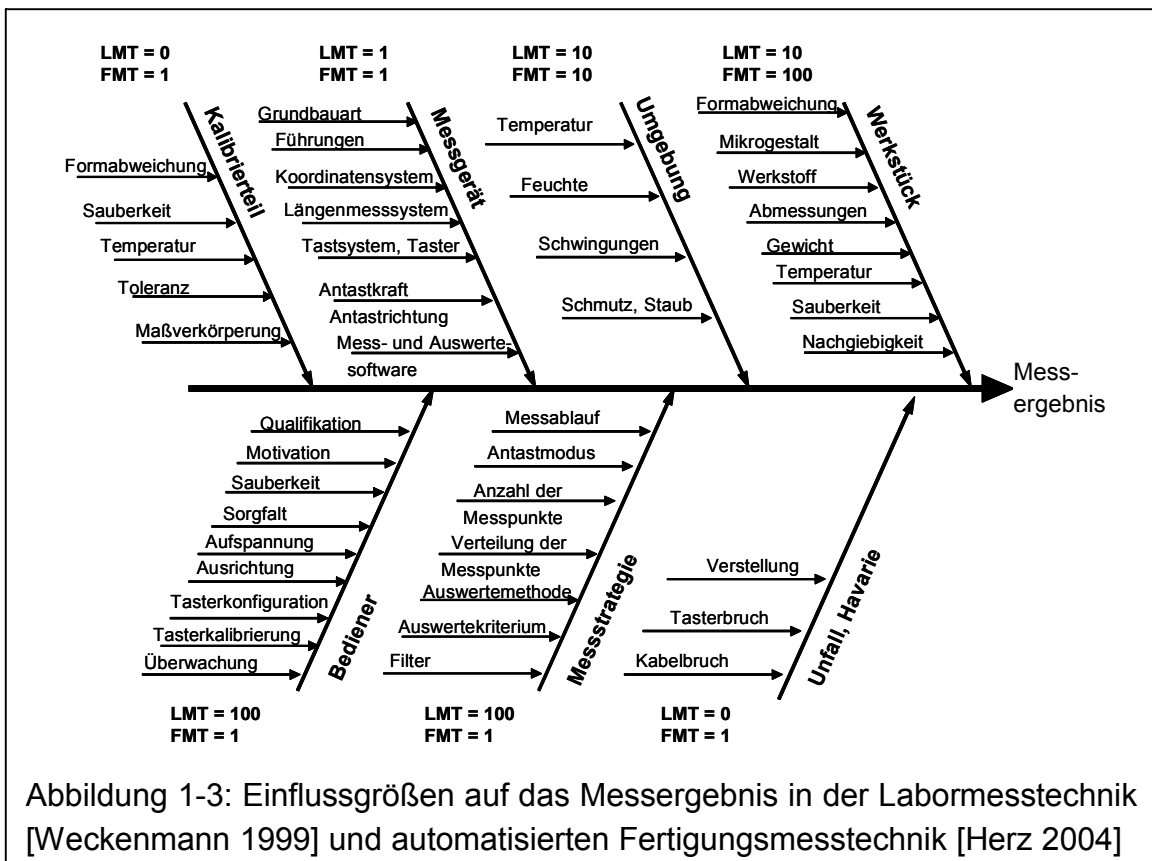 LMT = 0
FMT = 1
LMT = 1
FMT = 1
LMT = 10
FMT = 10
LMT = 10
FMT = 100
Kalibrierteil
Formabweichung
Sauberkeit
Temperatur
Toleranz
Maßverkörperung
Messgerät
Grundbauart
Führungen
Koordinatensystem
Längenmesssystem
Tastsystem, Taster
Antastkraft
Antastrichtung
Mess- und Auswerte-
software
Umgebung
Temperatur
Feuchte
Schwingungen
Schmutz, Staub
Werkstück
Formabweichung
Mikrogestalt
Werkstoff
Abmessungen
Gewicht
Temperatur
Sauberkeit
Nachgiebigkeit
Mess-
ergebnis
Qualifikation
Motivation
Sauberkeit
Sorgfalt
Aufspannung
Ausrichtung
Tasterkonfiguration
Tasterkalibrierung
Überwachung
Bediener
Messablauf
Antastmodus
Anzahl der
Messpunkte
Verteilung der
Messpunkte
Auswertemethode
Auswertekriterium
Filter
Messstrategie
Verstellung
Tasterbruch
Kabelbruch
Unfall, Havarie
LMT = 100
FMT = 1
LMT = 100
FMT = 1
LMT = 0
FMT = 1
Abbildung 1-3: Einflussgrößen auf das Messergebnis in der Labormesstechnik
[Weckenmann 1999] und automatisierten Fertigungsmesstechnik [Herz 2004]